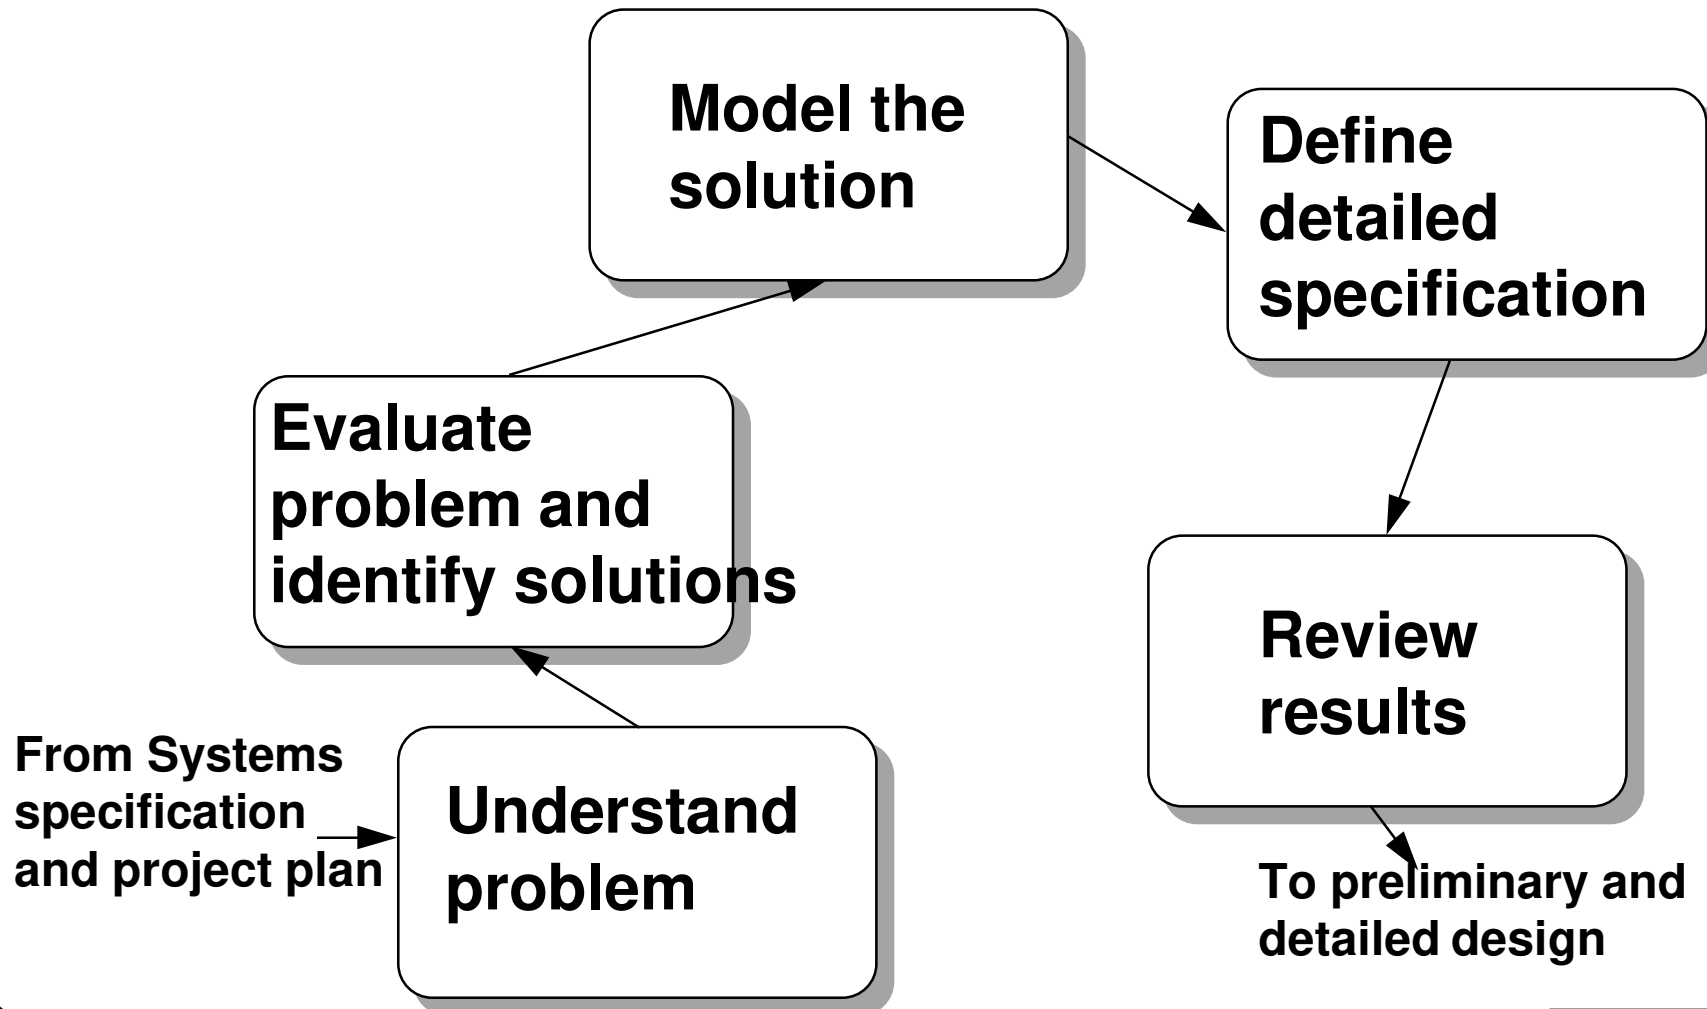 Model the
solution
Define
detailed
specification
Evaluate
problem and
identify solutions
Review
results
From Systems
specification
and project plan
Understand
problem
To preliminary and
detailed design